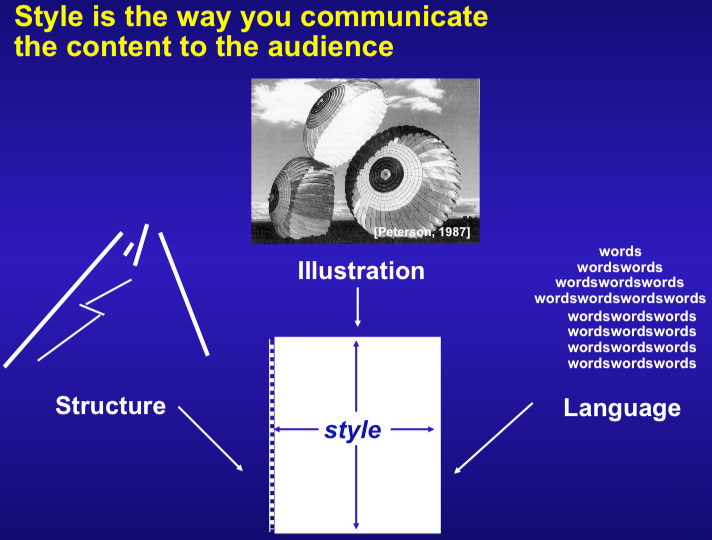 Style is the way you communicate
the content to the audience
[Peterson, 1987]
Illustration
words
wordswords
wordswordswords
wordswordswordswords
wordswordswords
wordswordswords
wordswordswords
wordswordswords
Structure
Language
style